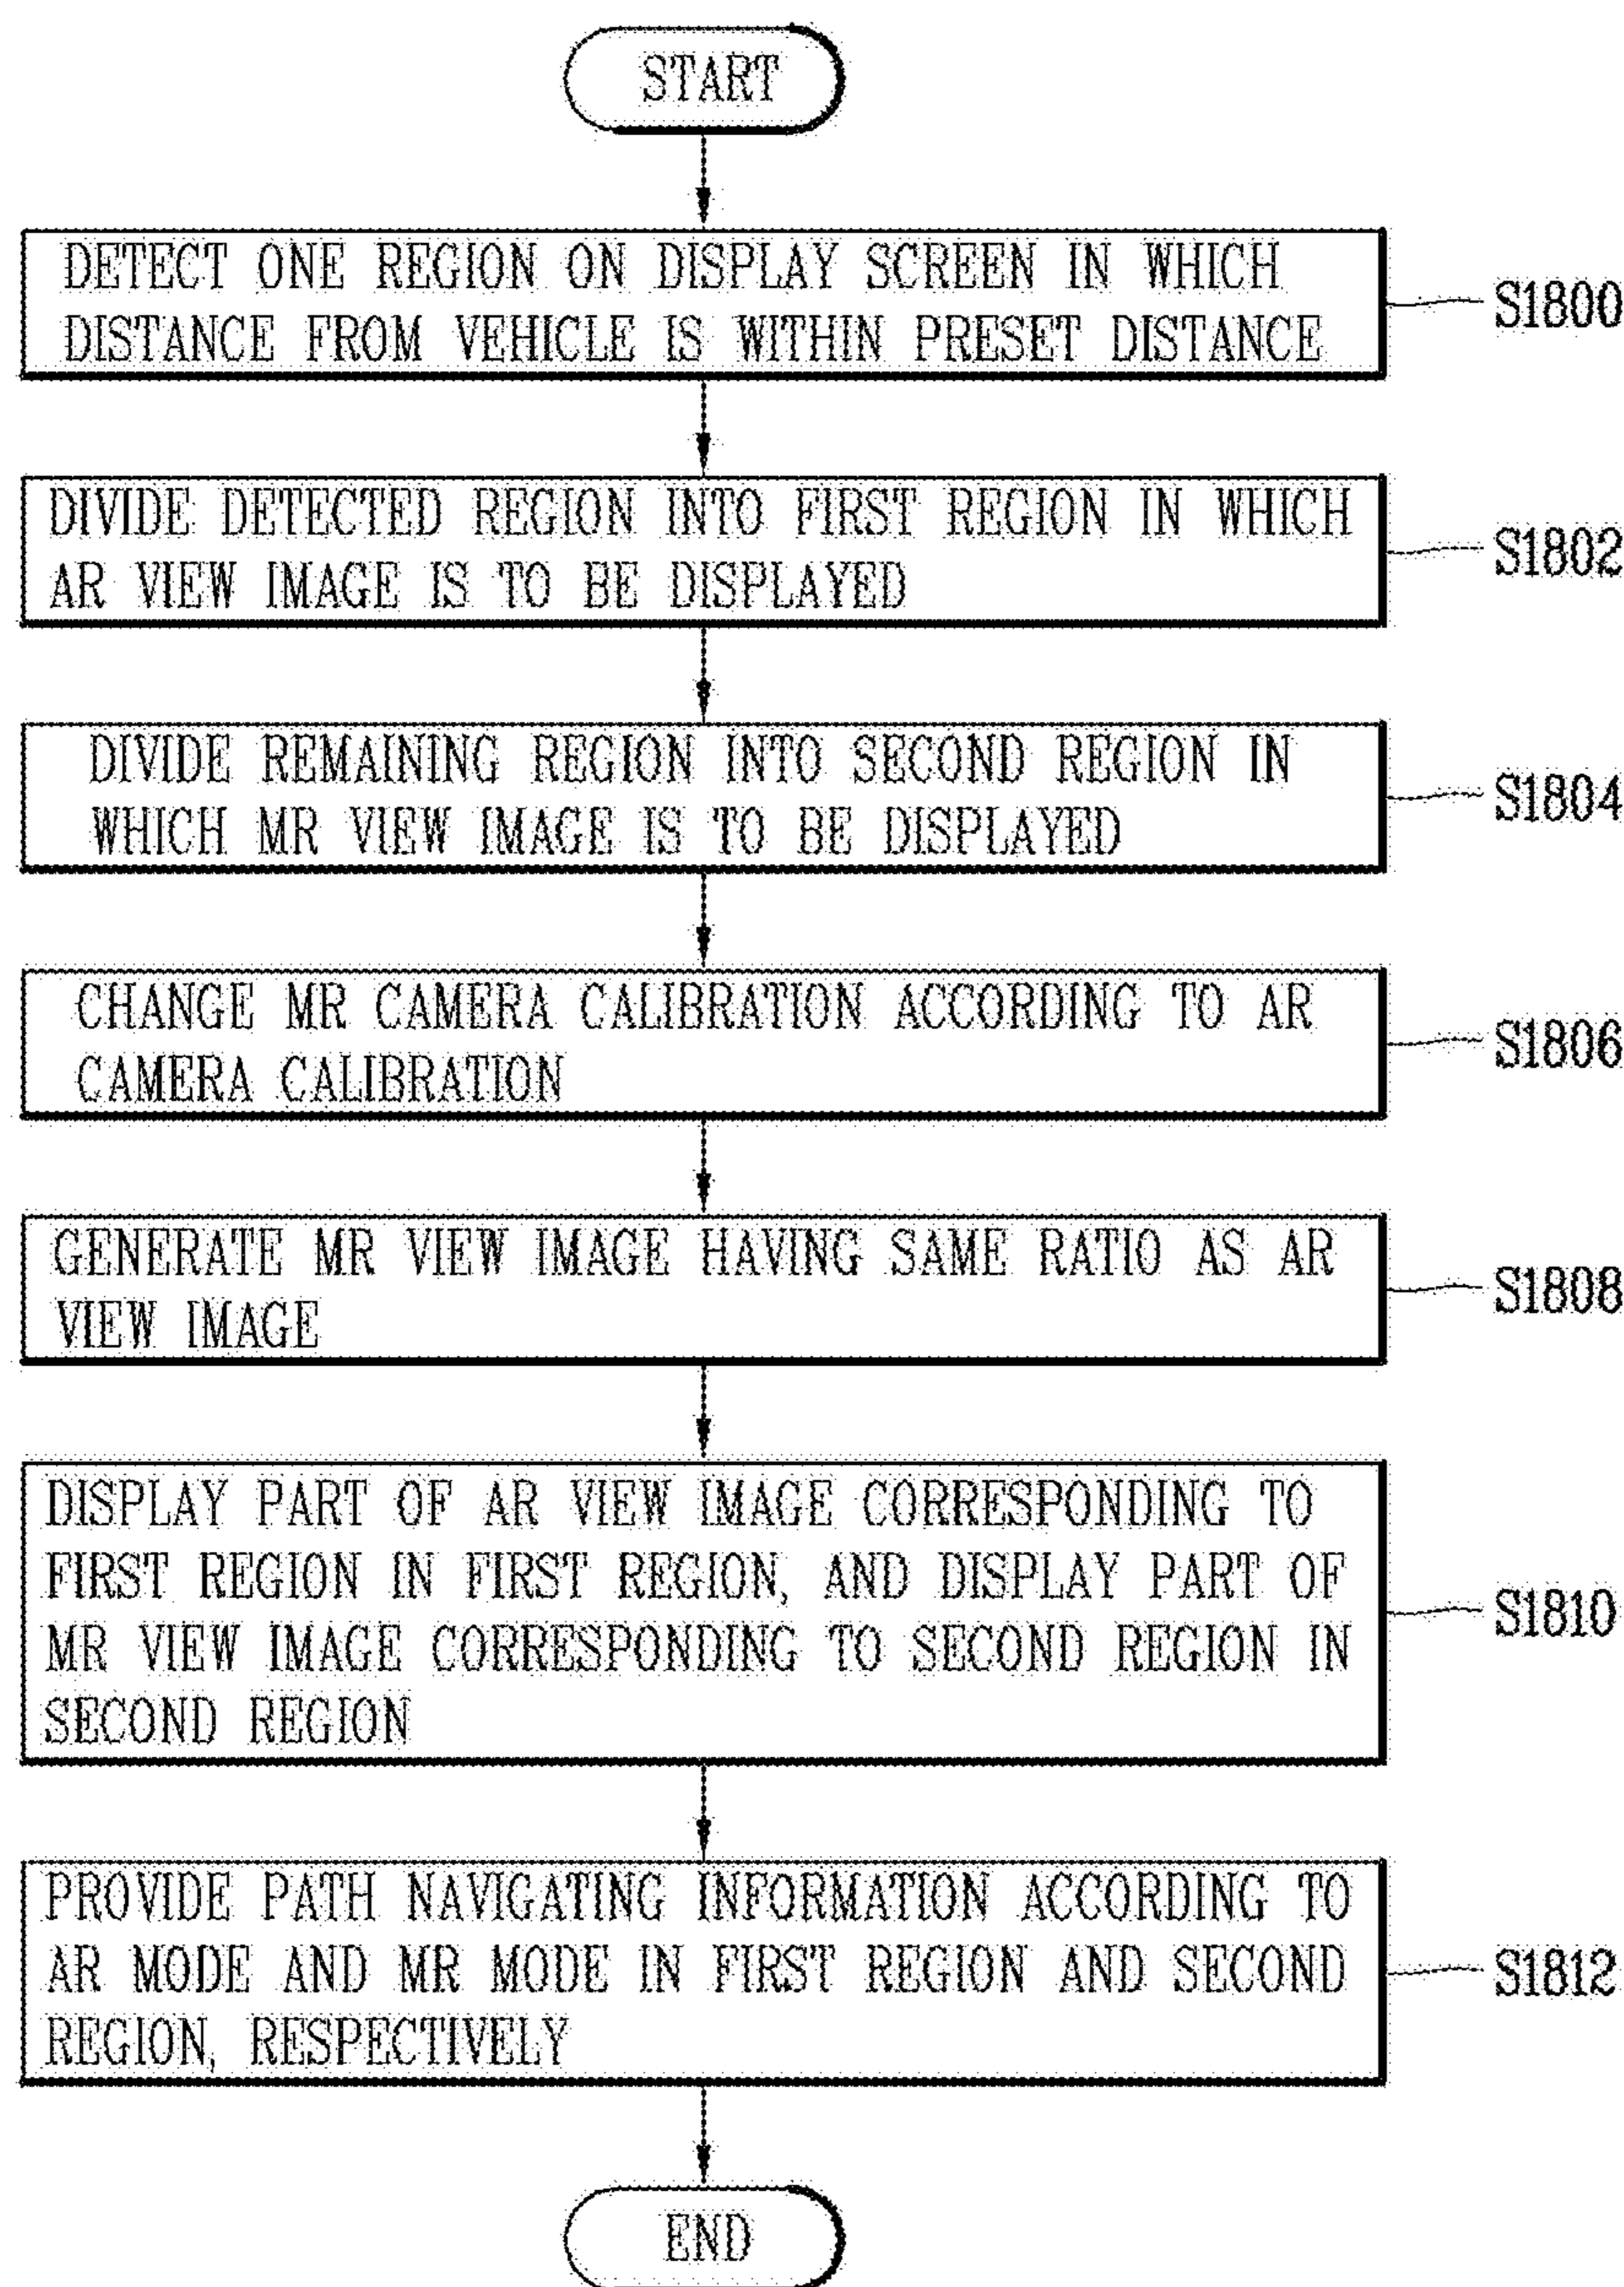 START
DETECT ONE REGION ON DISPLAY SCREEN IN WHICH
DISTANCE FROM VEHICLE IS WITHIN PRESET DISTANCE
S1800
DIVIDE DETECTED REGION INTO FIRST REGION IN WHICH
AR VIEW IMAGE IS TO BE DISPLAYED
S1802
DIVIDE REMAINING REGION INTO SECOND REGION IN
WHICH MR VIEW IMAGE IS TO BE DISPLAYED
S1804
CHANGE MR CAMERA CALIBRATION ACCORDING TO AR
CAMERA CALIBRATION
S1806
GENERATE MR VIEW IMAGE HAVING SAME RATIO AS AR
VIEW IMAGE
S1808
DISPLAY PART OF AR VIEW IMAGE CORRESPONDING TO
FIRST REGION IN FIRST REGION, AND DISPLAY PART OF
MR VIEW IMAGE CORRESPONDING TO SECOND REGION IN
SECOND REGION
S1810
PROVIDE PATH NAVIGATING INFORMATION ACCORDING TO
AR MODE AND MR MODE IN FIRST REGION AND SECOND
REGION, RESPECTIVELY
S1812
END